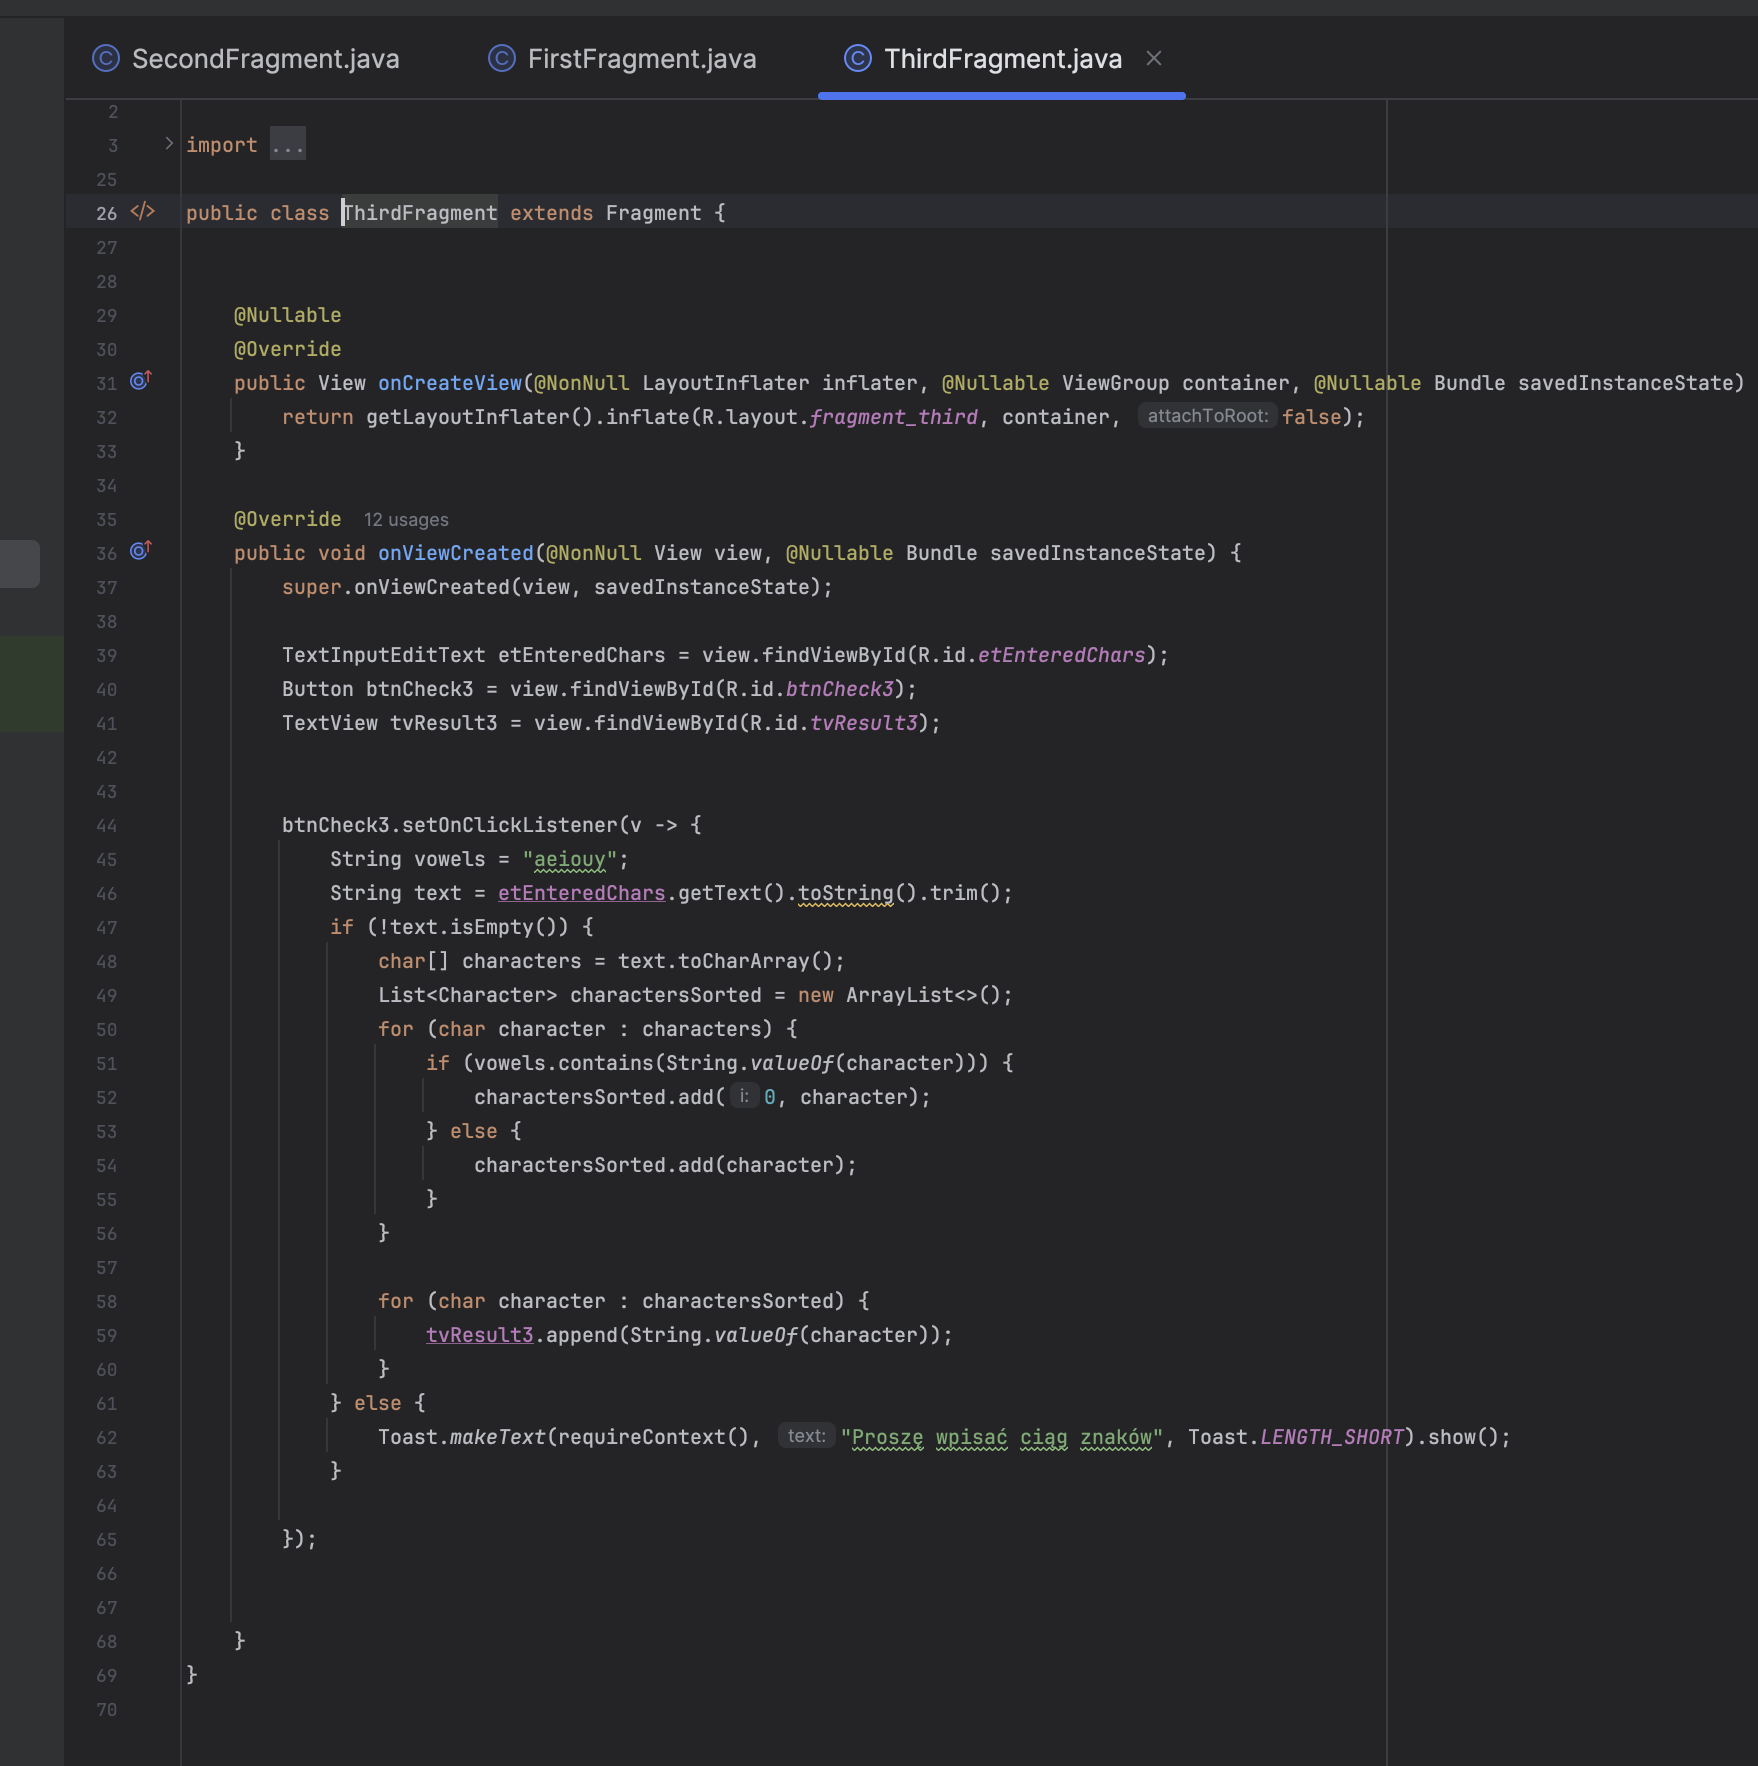 SecondFragment.java FirstFragment.java ThirdFragment.java
2
3 import ...
25
26 public class ThirdFragment extends Fragment {
27
28
29 @Nullable
30 @Override
31 public View onCreateView(@NonNull LayoutInflater inflater, @Nullable ViewGroup container, @Nullable Bundle savedInstanceState)
32 return getLayoutInflater().inflate(R.layout.fragment_third, container, attachToRoot: false);
33 }
34
35 @Override 12 usages
36 public void onViewCreated(@NonNull View view, @Nullable Bundle savedInstanceState) {
37 super.onViewCreated(view, savedInstanceState);
38
39 TextInputEditText etEnteredChars = view.findViewById(R.id.etEnteredChars);
40 Button btnCheck3 = view.findViewById(R.id.btnCheck3);
41 TextView tvResult3 = view.findViewById(R.id.tvResult3);
42
43
44 btnCheck3.setOnClickListener(v -> {
45 String vowels = "aeiouy";
46 String text = etEnteredChars.getText().toString().trim();
47 if (!text.isEmpty()) {
48 char[] characters = text.toCharArray();
49 List<Character> charactersSorted = new ArrayList<>();
50 for (char character : characters) {
51 if (vowels.contains(String.valueOf(character))) {
52 charactersSorted.add( i: 0, character);
53 } else {
54 charactersSorted.add(character);
55 }
56 }
57
58 for (char character : charactersSorted) {
59 tvResult3.append(String.valueOf(character));
60 }
61 } else {
62 Toast.makeText(requireContext(), text: "Proszę wpisać ciąg znaków", Toast.LENGTH_SHORT).show();
63 }
64
65 });
66
67
68 }
69 }
70